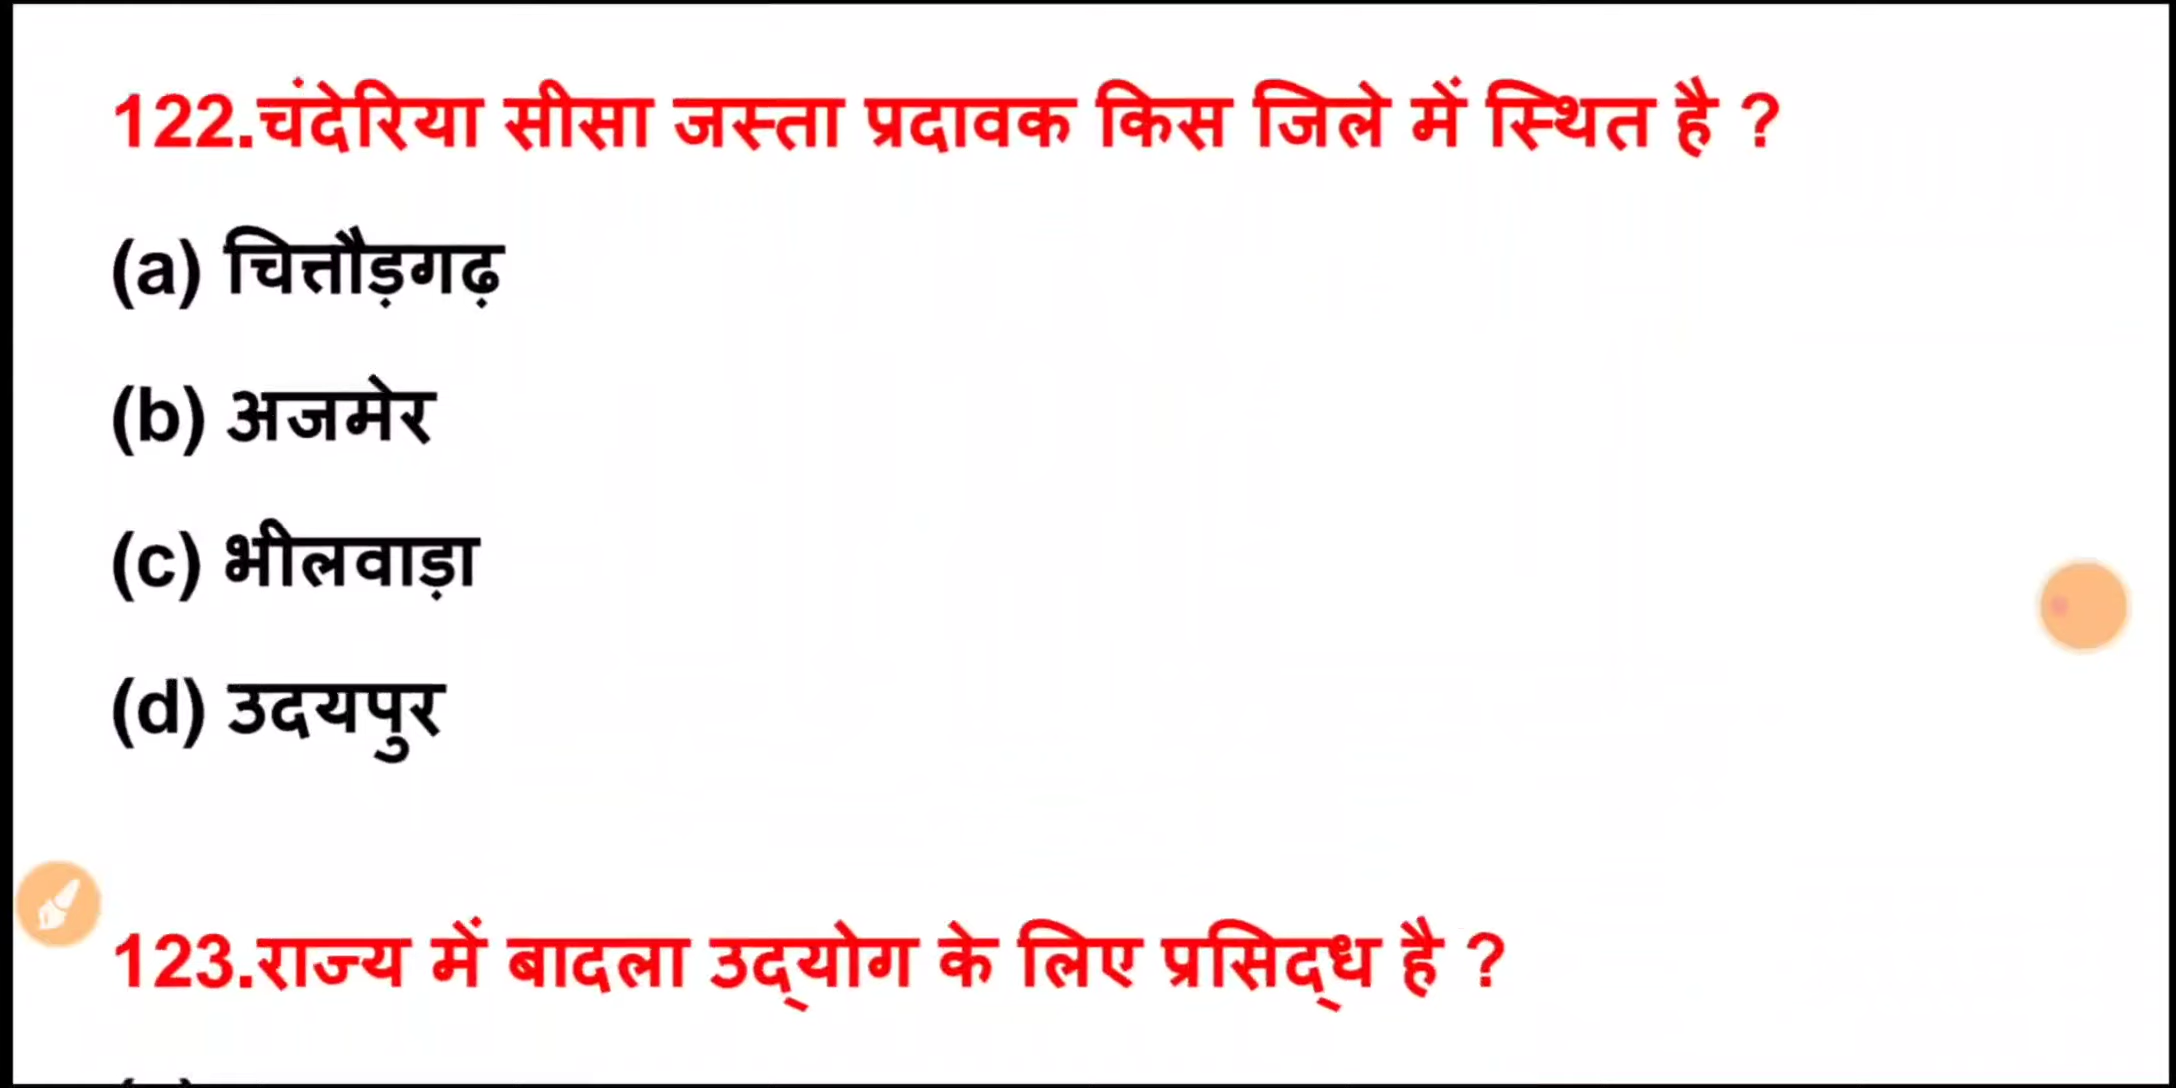 122.चंदेरिया सीसा जस्ता प्रदावक किस जिले में स्थित है ?
(a) चित्तौड़गढ़
(b) अजमेर
(c) भीलवाड़ा
(d) उदयपुर
123.राज्य में बादला उद्‌योग के लिए प्रसिद्‌ध है ?